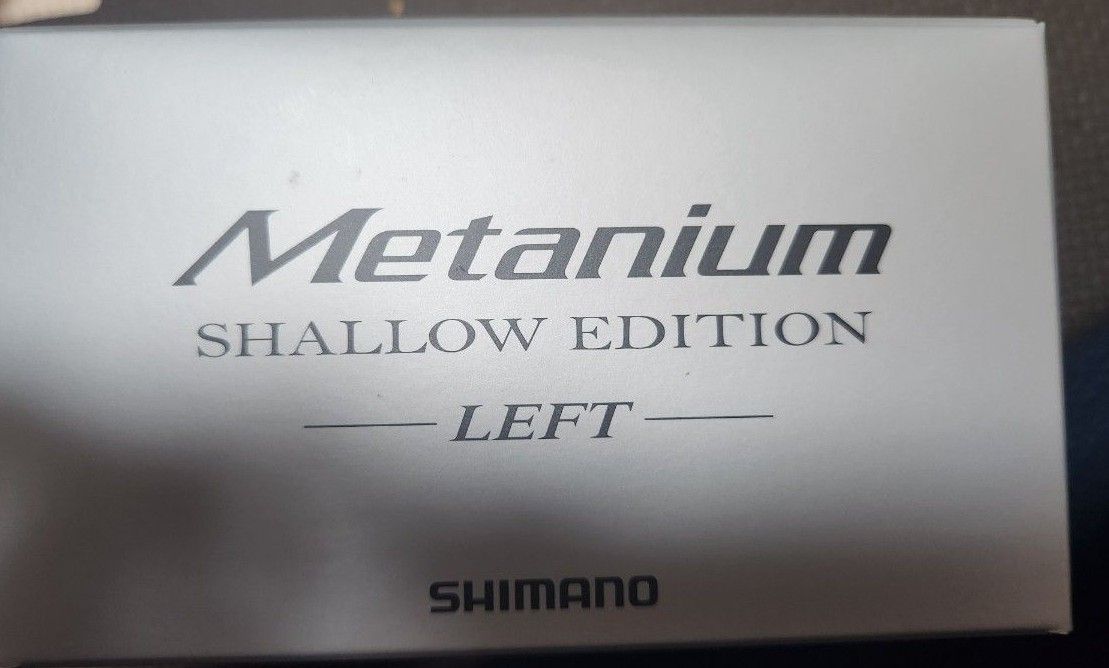 Metanium
SHALLOW EDITION
LEFT
SHIMANO